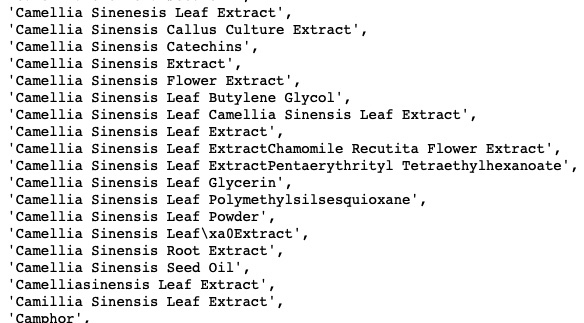 'Camellia Sinenesis Leaf Extract',
'Camellia Sinensis Callus Culture Extract',
'Camellia Sinensis Catechins',
'Camellia Sinensis Extract',
'Camellia Sinensis Flower Extract',
'Camellia Sinensis Leaf Butylene Glycol',
'Camellia Sinensis Leaf Camellia Sinensis Leaf Extract',
'Camellia Sinensis Leaf Extract',
'Camellia Sinensis Leaf ExtractChamomile Recutita Flower Extract',
'Camellia Sinensis Leaf ExtractPentaerythrityl Tetraethylhexanoate',
'Camellia Sinensis Leaf Glycerin',
'Camellia Sinensis Leaf Polymethylsilsesquioxane',
'Camellia Sinensis Leaf Powder',
'Camellia Sinensis Leaf\xa0Extract',
'Camellia Sinensis Root Extract',
'Camellia Sinensis Seed Oil',
'Camelliasinensis Leaf Extract',
'Camillia Sinensis Leaf Extract',
'Camphor',